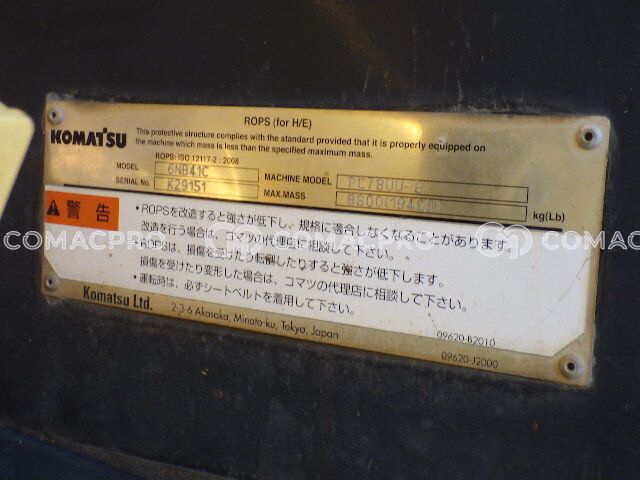 ROPS (for H/E)
KOMATSU
This protective structure complies with the standard provided that it is properly equipped on
the machine which mass is less than the specified maximum mass.
ROPS: ISO 12117-2 : 2008
MODEL 6NB41C MACHINE MODEL PC78UU-8
SERIAL No. K29151 MAX.MASS 8600(
kg(Lb)
警告
・ROPSを改造すると強さが低下し、規格に適合しなくなることがあります。
改造を行う場合は、コマツの代理店に相談して下さい。
・ROPSは、損傷を受けたり転倒したりすると強さが低下します。
損傷を受けたり変形した場合は、コマツの代理店に相談して下さい。
・運転時は、必ずシートベルトを着用して下さい。
Komatsu Ltd.
2-3-6 Akasaka, Minato-ku, Tokyo, Japan
09620-B2010
09620-J2000
COMACPRO COMACPRO COMACPRO